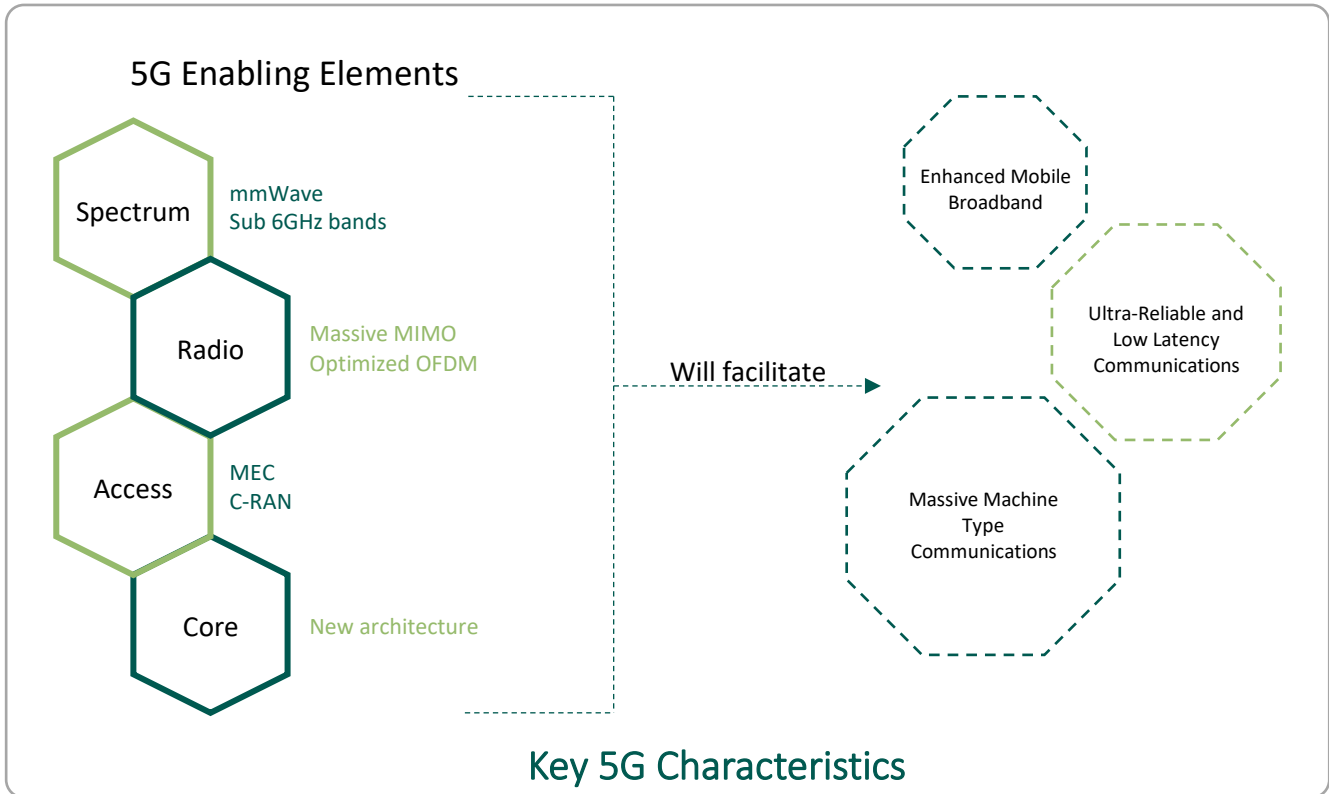 5G Enabling Elements
Spectrum
mmWave
Sub 6GHz bands
Radio
Massive MIMO
Optimized OFDM
Access
MEC
C-RAN
Core
New architecture
Will facilitate
Enhanced Mobile
Broadband
Ultra-Reliable and
Low Latency
Communications
Massive Machine
Type
Communications
Key 5G Characteristics